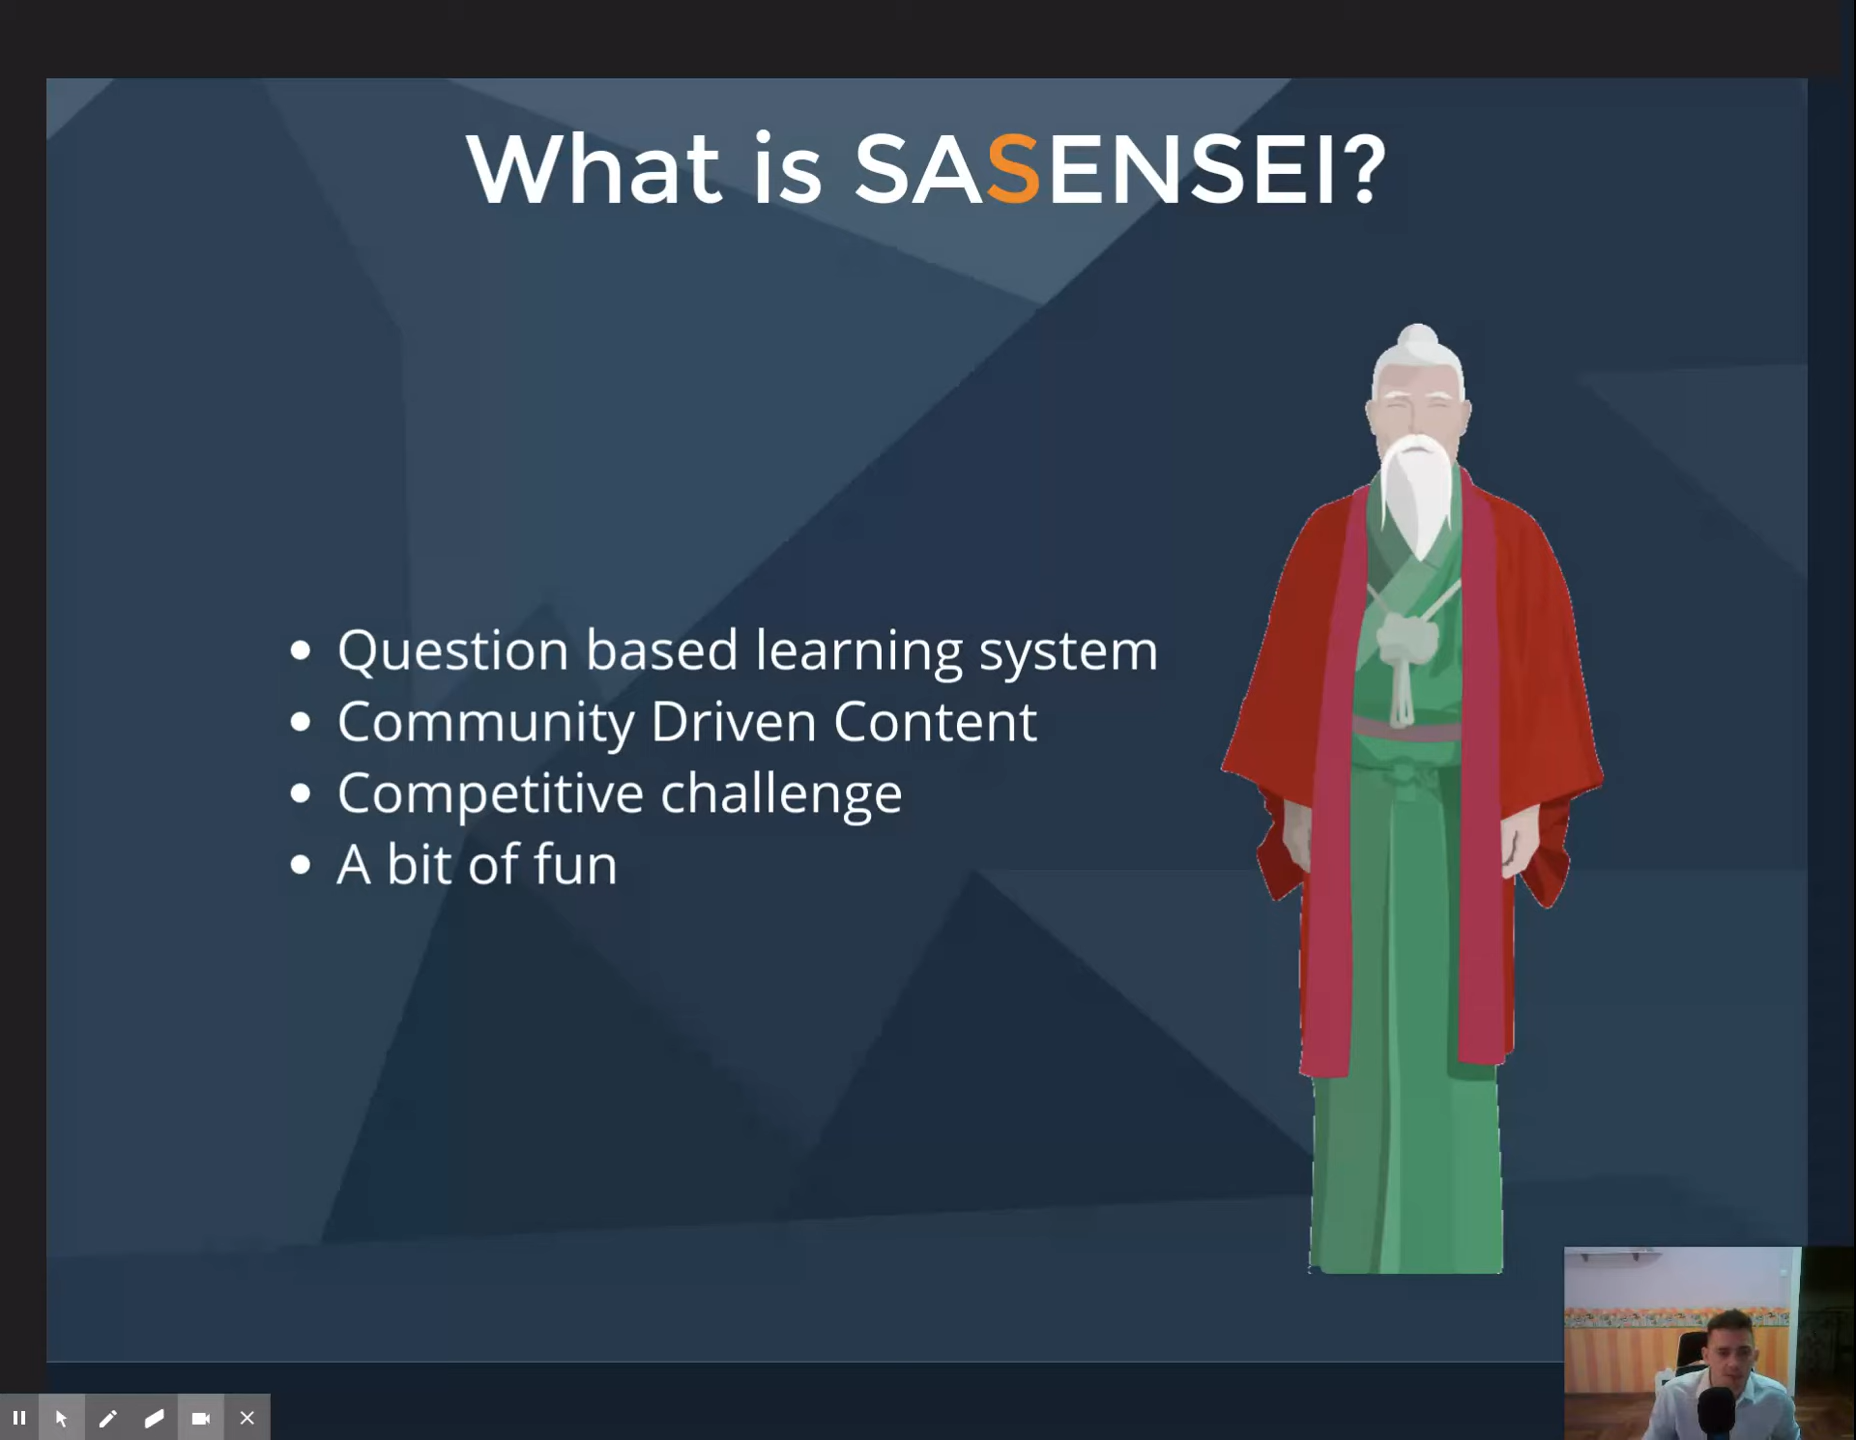 What is SASENSEI?
• Question based learning system
• Community Driven Content
• Competitive challenge
• A bit of fun